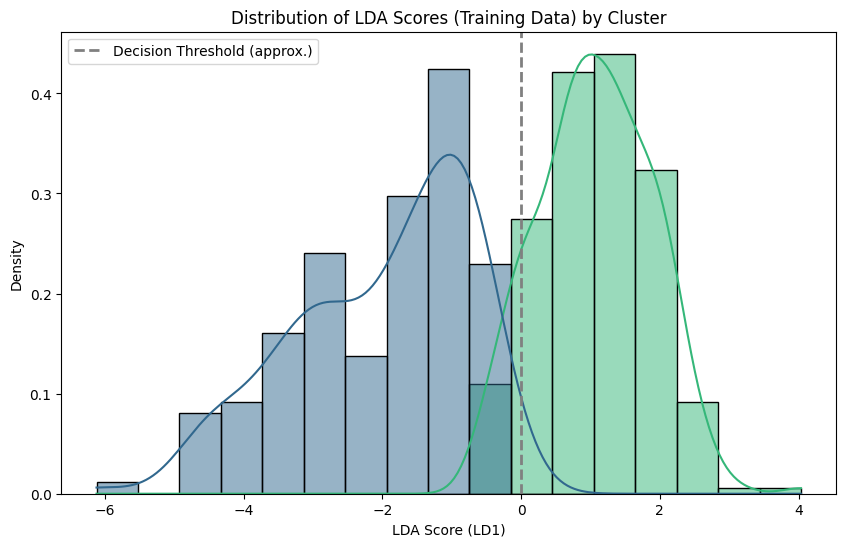 Distribution of LDA Scores (Training Data) by Cluster
Decision Threshold (approx.)
Density
0.4
0.3
0.2
0.1
0.0
−6
−4
−2
0
2
4
LDA Score (LD1)